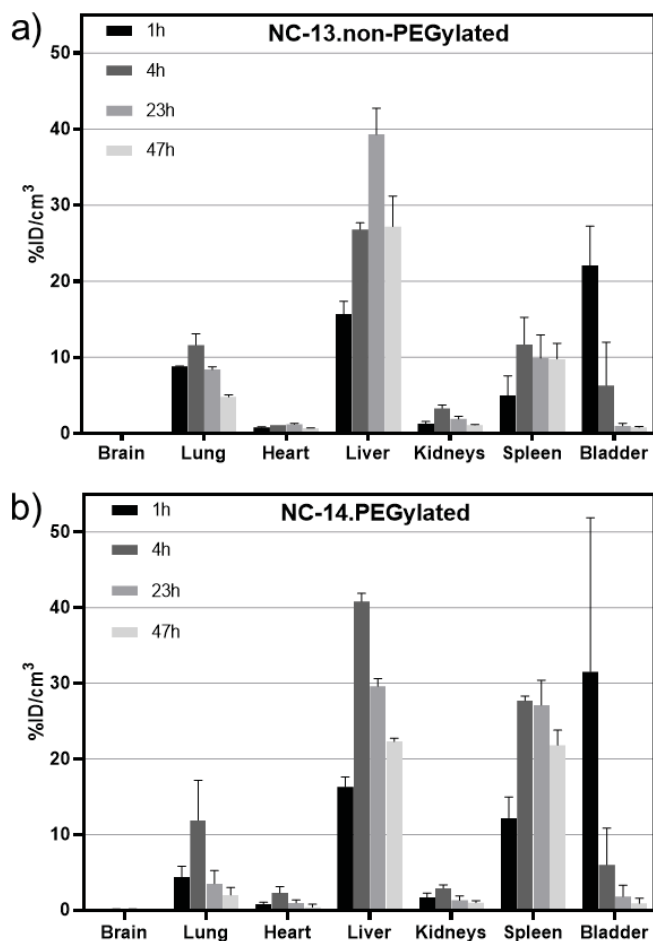 a)
NC-13.non-PEGylated
1h
4h
23h
47h
%ID/cm³
50
40
30
20
10
0
Brain Lung Heart Liver Kidneys Spleen Bladder
b)
NC-14.PEGylated
1h
4h
23h
47h
%ID/cm³
50
40
30
20
10
0
Brain Lung Heart Liver Kidneys Spleen Bladder